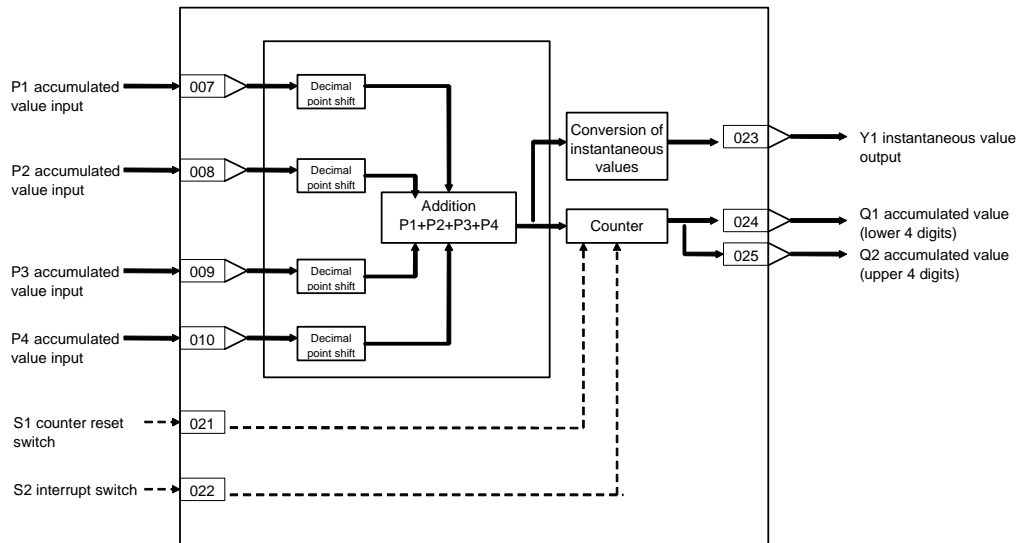 P1 accumulated
value input
007
Decimal
point shift
Conversion of
instantaneous
values
023
Y1 instantaneous value
output
P2 accumulated
value input
008
Decimal
point shift
Addition
P1+P2+P3+P4
Counter
024
Q1 accumulated value
(lower 4 digits)
025
Q2 accumulated value
(upper 4 digits)
P3 accumulated
value input
009
Decimal
point shift
P4 accumulated
value input
010
Decimal
point shift
S1 counter reset
switch
021
S2 interrupt switch
022